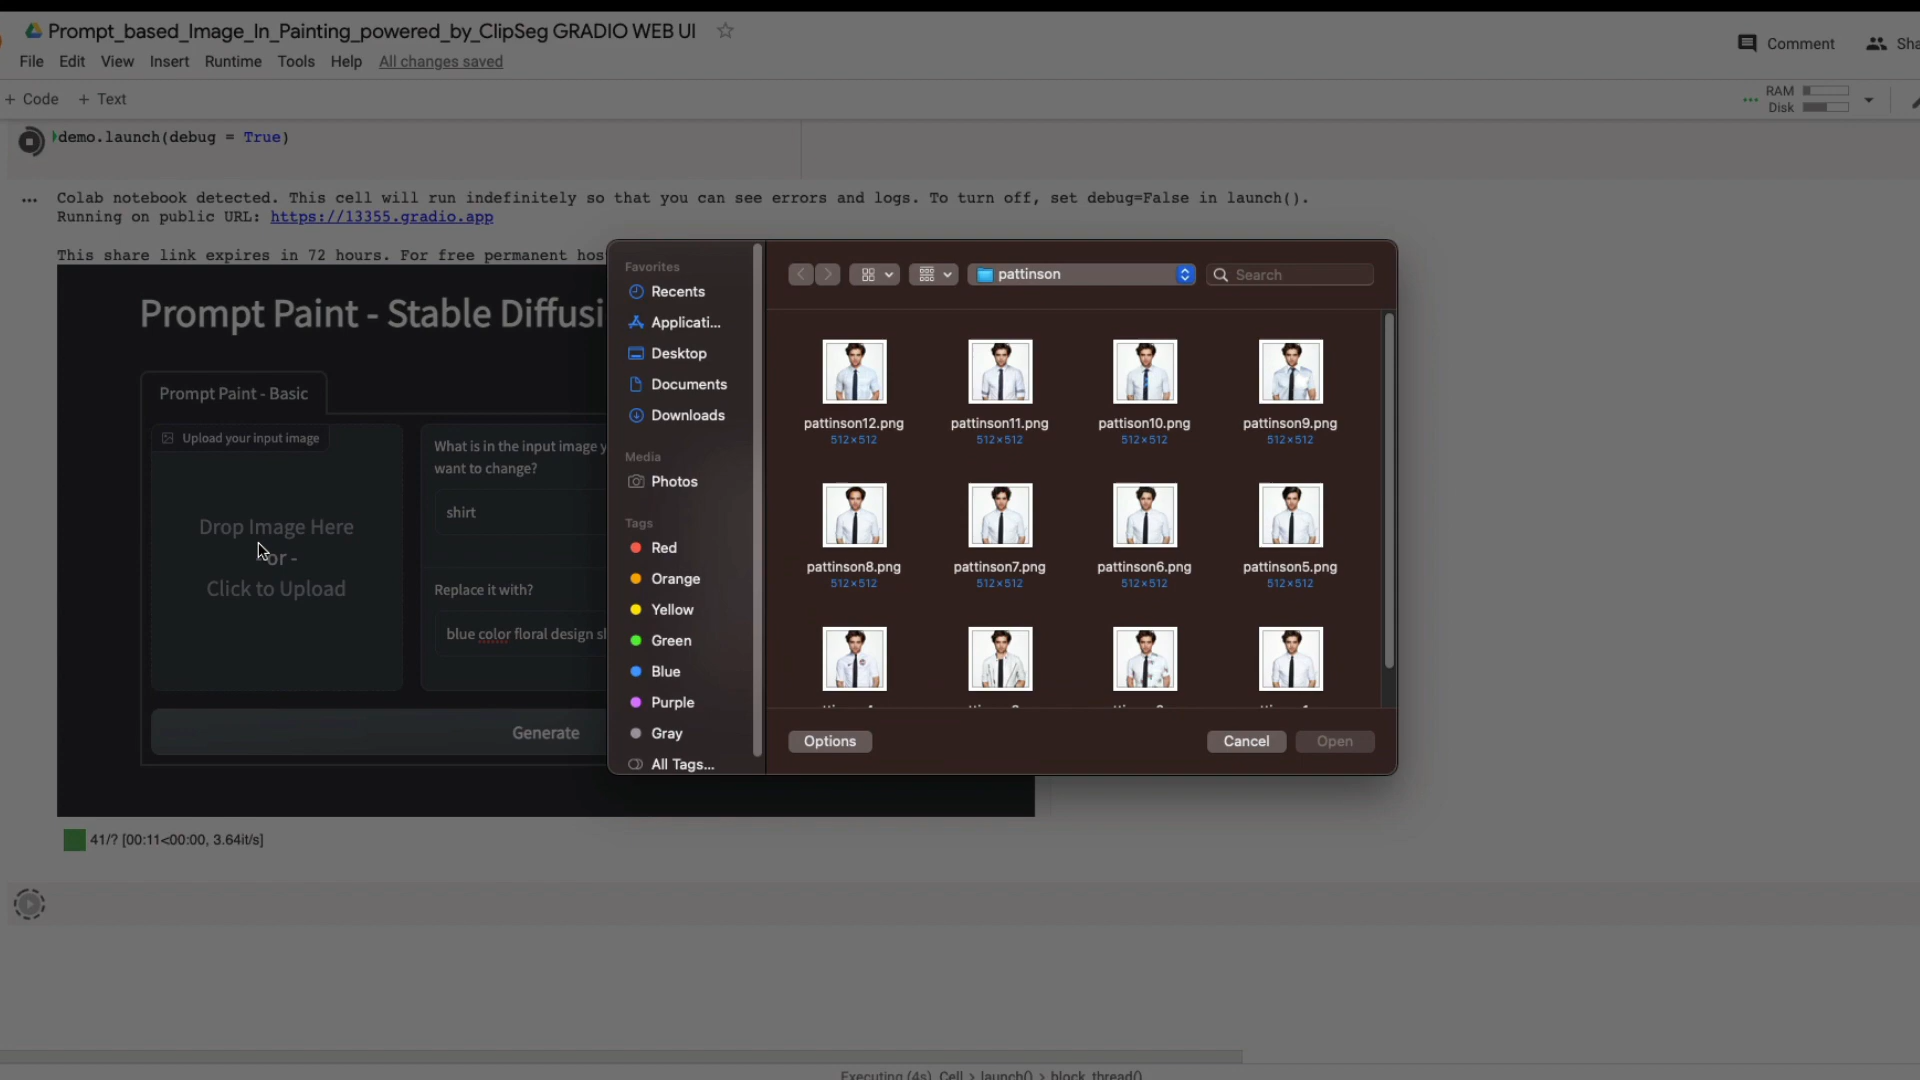 Prompt_based_Image_In_Painting_powered_by_ClipSeg GRADIO WEB UI
Comment
File Edit View Insert Runtime Tools Help All changes saved
+ Code + Text
RAM
Disk
demo.launch(debug = True)
Colab notebook detected. This cell will run indefinitely so that you can see errors and logs. To turn off, set debug=False in launch().
Running on public URL: https://13355.gradio.app
This share link expires in 72 hours. For free permanent hos
Prompt Paint - Stable Diffusi
Prompt Paint - Basic
Upload your input image
Drop Image Here
- or -
Click to Upload
What is in the input image y
want to change?
shirt
Replace it with?
blue color floral design sl
Generate
41/? [00:11<00:00, 3.64it/s]
Favorites
Recents
Applicati...
Desktop
Documents
Downloads
Media
Photos
Tags
Red
Orange
Yellow
Green
Blue
Purple
Gray
All Tags...
pattinson
Search
pattinson12.png pattinson11.png pattison10.png pattinson9.png
512×512 512×512 512×512 512×512
pattinson8.png pattinson7.png pattinson6.png pattinson5.png
512×512 512×512 512×512 512×512
Options
Cancel
Open
Executing (4s) Cell > launch() > block_thread()